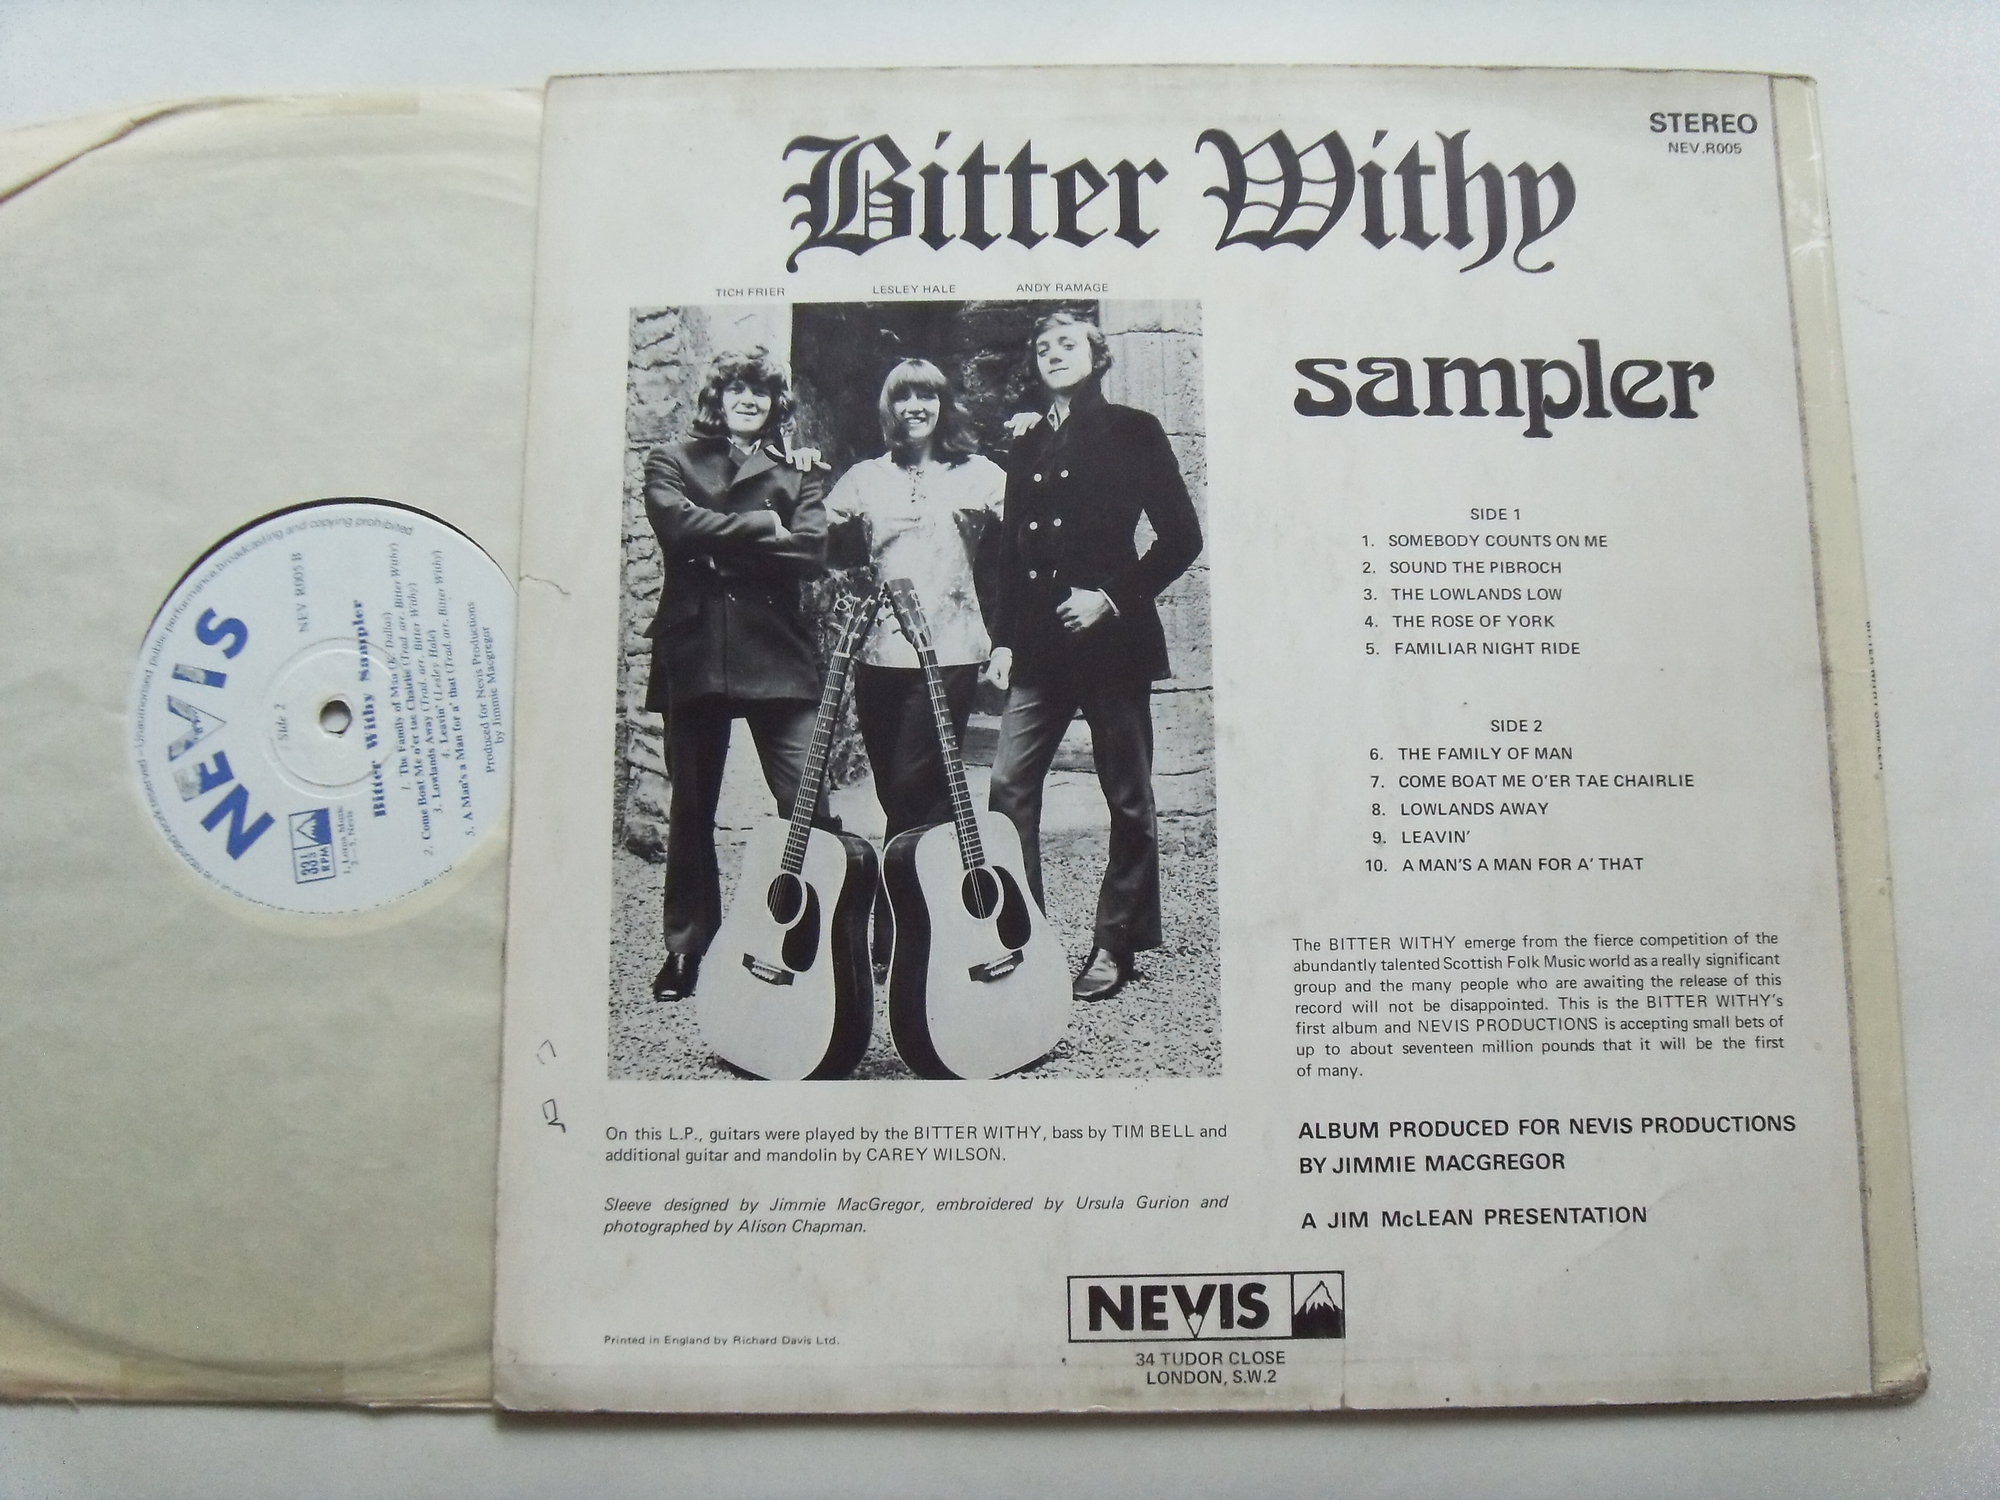 Bitter Withy
STEREO
NEV.R005
TICH FRIER
LESLEY HALE
ANDY RAMAGE
sampler
SIDE 1
1. SOMEBODY COUNTS ON ME
2. SOUND THE PIBROCH
3. THE LOWLANDS LOW
4. THE ROSE OF YORK
5. FAMILIAR NIGHT RIDE
SIDE 2
6. THE FAMILY OF MAN
7. COME BOAT ME O'ER TAE CHAIRLIE
8. LOWLANDS AWAY
9. LEAVIN'
10. A MAN'S A MAN FOR A' THAT
The BITTER WITHY emerge from the fierce competition of the
abundantly talented Scottish Folk Music world as a really significant
group and the many people who are awaiting the release of this
record will not be disappointed. This is the BITTER WITHY's
first album and NEVIS PRODUCTIONS is accepting small bets of
up to about seventeen million pounds that it will be the first
of many.
ALBUM PRODUCED FOR NEVIS PRODUCTIONS
BY JIMMIE MACGREGOR
A JIM McLEAN PRESENTATION
On this L.P., guitars were played by the BITTER WITHY, bass by TIM BELL and
additional guitar and mandolin by CAREY WILSON.
Sleeve designed by Jimmie MacGregor, embroidered by Ursula Gurion and
photographed by Alison Chapman.
Printed in England by Richard Davis Ltd.
NEVIS
34 TUDOR CLOSE
LONDON, S.W.2
NEVIS
Side 2
NEV R005 B
33 1/3
RPM
Bitter Withy Sampler
1. The Family of Man (K. Dallas)
2. Come Boat Me o'er tae Chairlie (Trad. arr. Bitter Withy)
3. Lowlands Away (Trad. arr. Bitter Withy)
4. Leavin' (Lesley Hale)
5. A Man's a Man for a' that (Trad. arr. Bitter Withy)
Produced for Nevis Productions
by Jimmie Macgregor
reserved - Unauthorised public performance broadcasting and copying prohibited